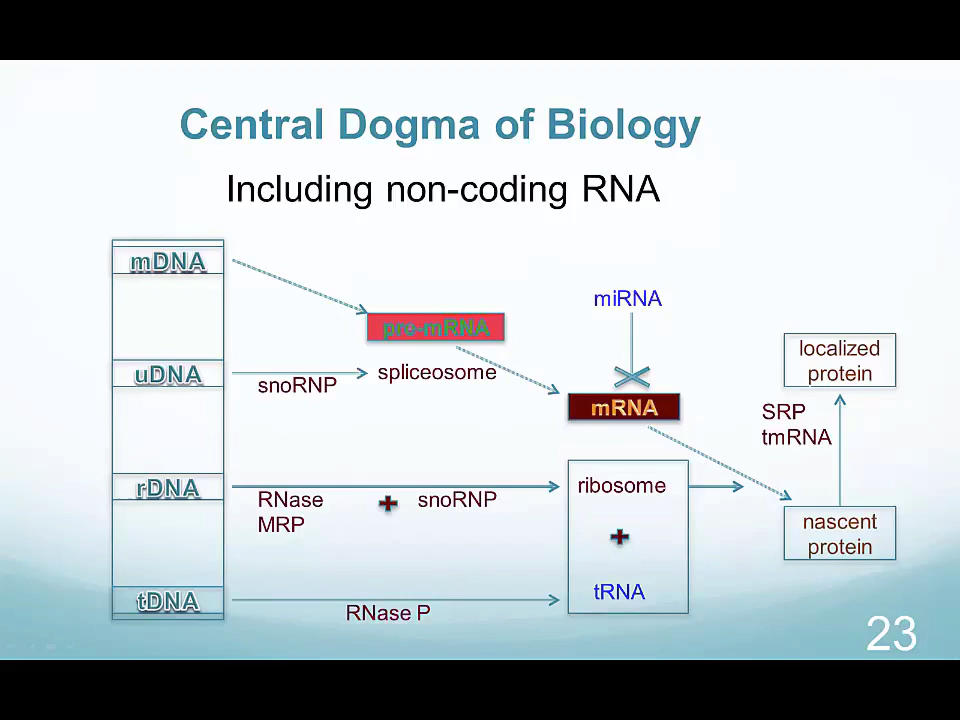 Central Dogma of Biology
Including non-coding RNA
mDNA
miRNA
pre-mRNA
localized
protein
uDNA
snoRNP
spliceosome
mRNA
SRP
tmRNA
rDNA
RNase
MRP
+
snoRNP
ribosome
+
tRNA
nascent
protein
tDNA
RNase P
23